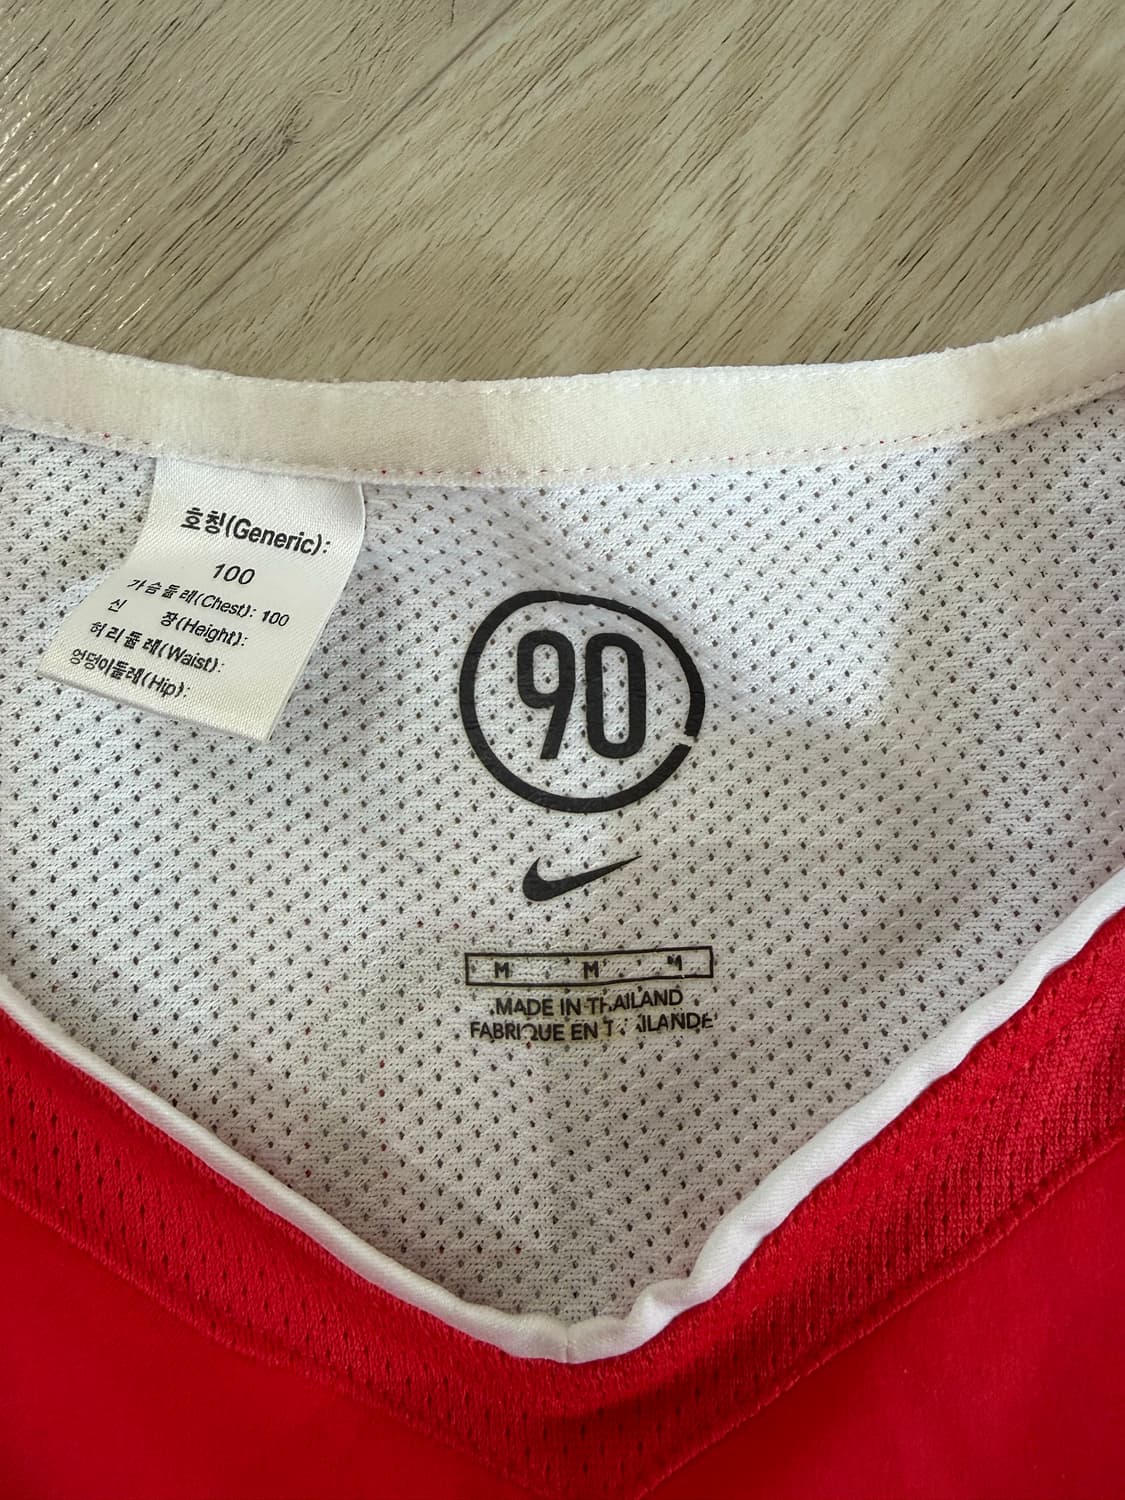 호칭(Generic):
100
가슴둘레(Chest): 100
신 장(Height):
허리둘레(Waist):
엉덩이둘레(Hip):
90
M M M
MADE IN THAILAND
FABRIQUE EN THAILANDE